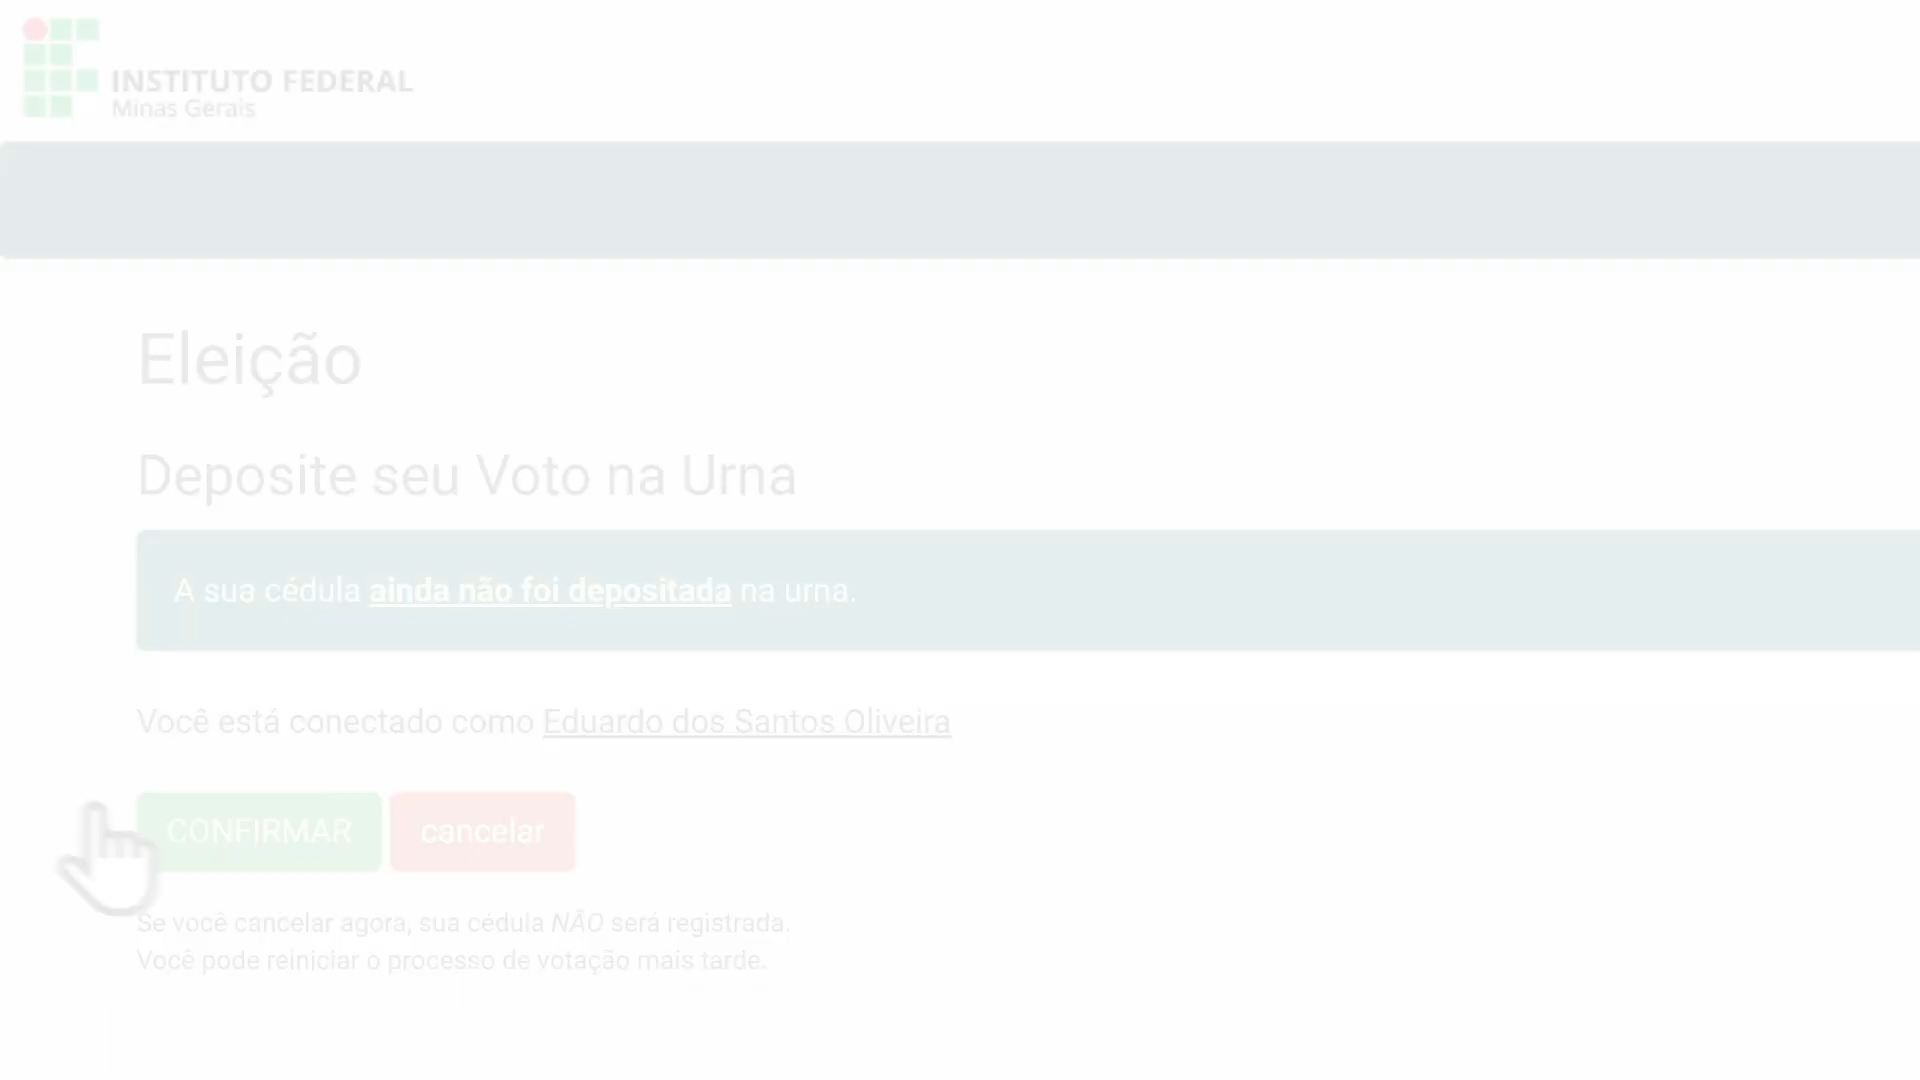 INSTITUTO FEDERAL
Minas Gerais
Eleição
Deposite seu Voto na Urna
A sua cédula ainda não foi depositada na urna.
Você está conectado como Eduardo dos Santos Oliveira
CONFIRMAR cancelar
Se você cancelar agora, sua cédula NÃO será registrada.
Você pode reiniciar o processo de votação mais tarde.